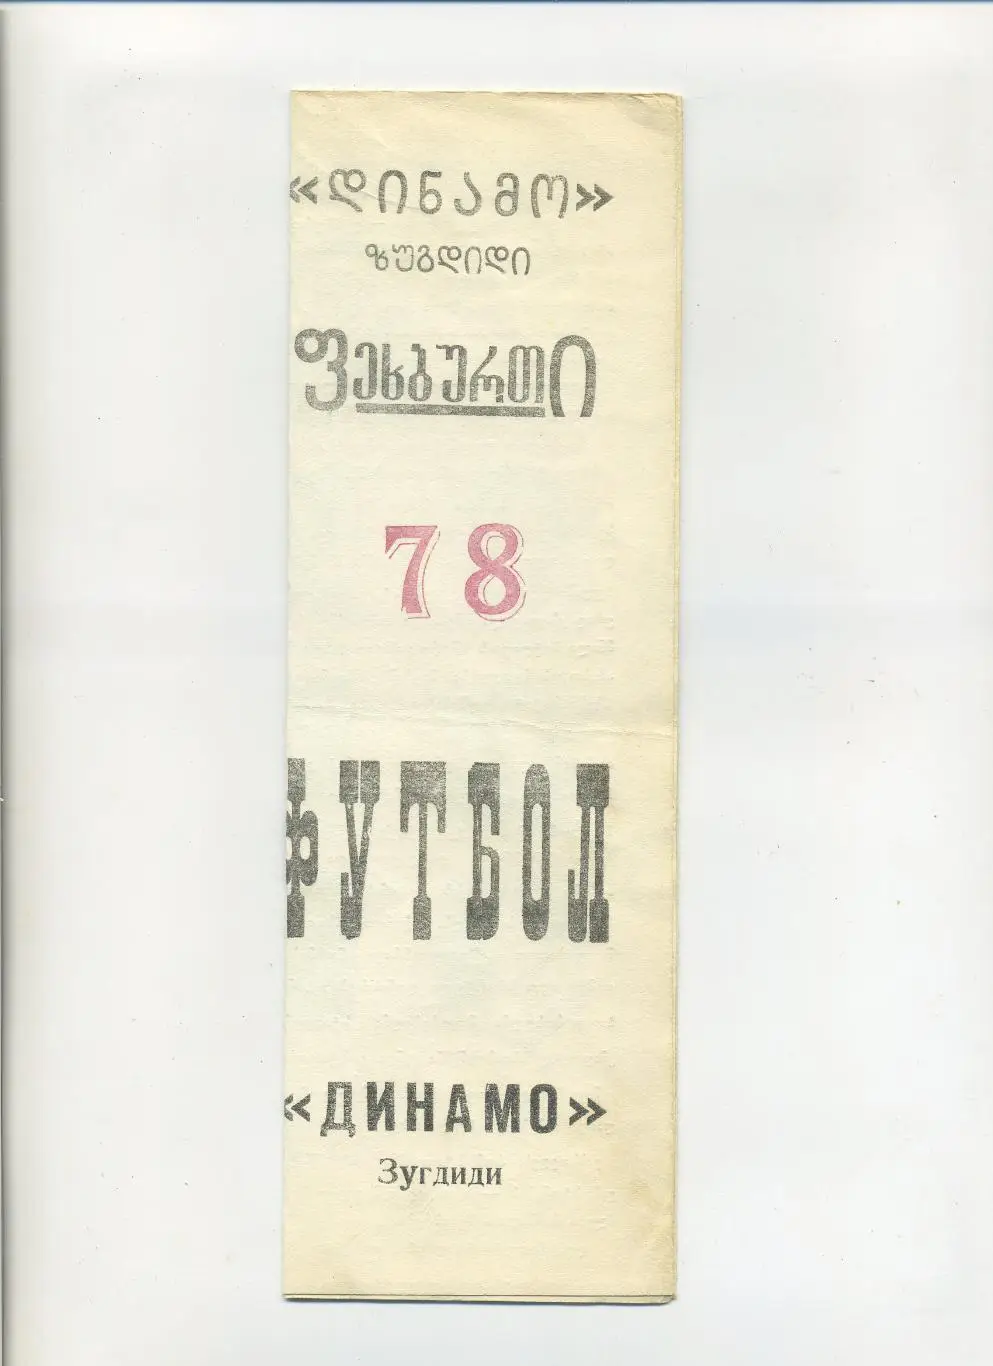 «დინამო»
ზუგდიდი
ფეხბურთი
78
ФУТБОЛ
«ДИНАМО»
Зугдиди